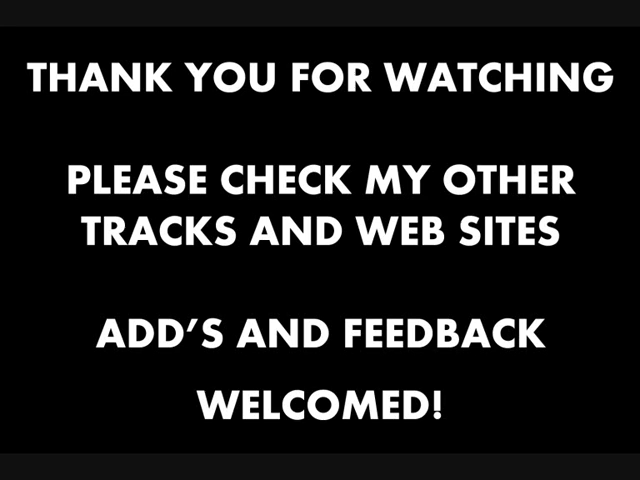 THANK YOU FOR WATCHING
PLEASE CHECK MY OTHER
TRACKS AND WEB SITES
ADD’S AND FEEDBACK
WELCOMED!